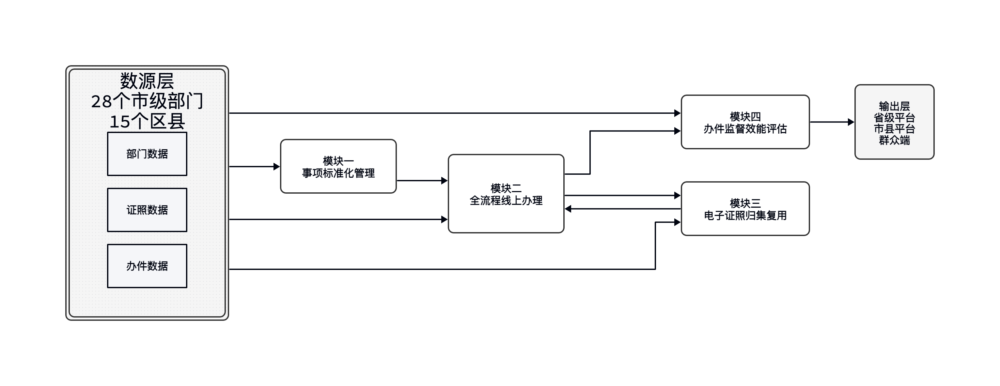 数源层
28个市级部门
15个区县
部门数据
证照数据
办件数据
模块一
事项标准化管理
模块二
全流程线上办理
模块四
办件监督效能评估
模块三
电子证照归集复用
输出层
省级平台
市县平台
群众端